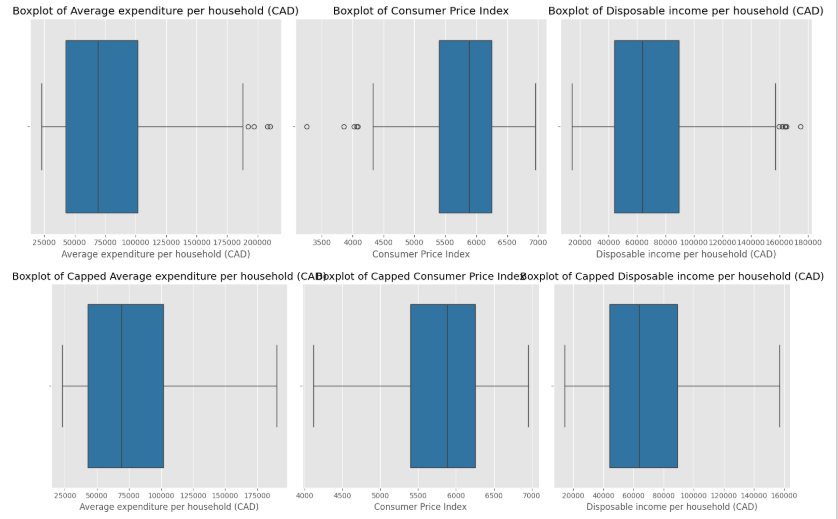 Boxplot of Average expenditure per household (CAD)
Boxplot of Consumer Price Index
Boxplot of Disposable income per household (CAD)
25000 50000 75000 100000 125000 150000 175000 200000
3500 4000 4500 5000 5500 6000 6500 7000
20000 40000 60000 80000 100000 120000 140000 160000 180000
Average expenditure per household (CAD)
Consumer Price Index
Disposable income per household (CAD)
Boxplot of Capped Average expenditure per household (CAD)
Boxplot of Capped Consumer Price Index
Boxplot of Capped Disposable income per household (CAD)
25000 50000 75000 100000 125000 150000 175000
4000 4500 5000 5500 6000 6500 7000
20000 40000 60000 80000 100000 120000 140000 160000
Average expenditure per household (CAD)
Consumer Price Index
Disposable income per household (CAD)